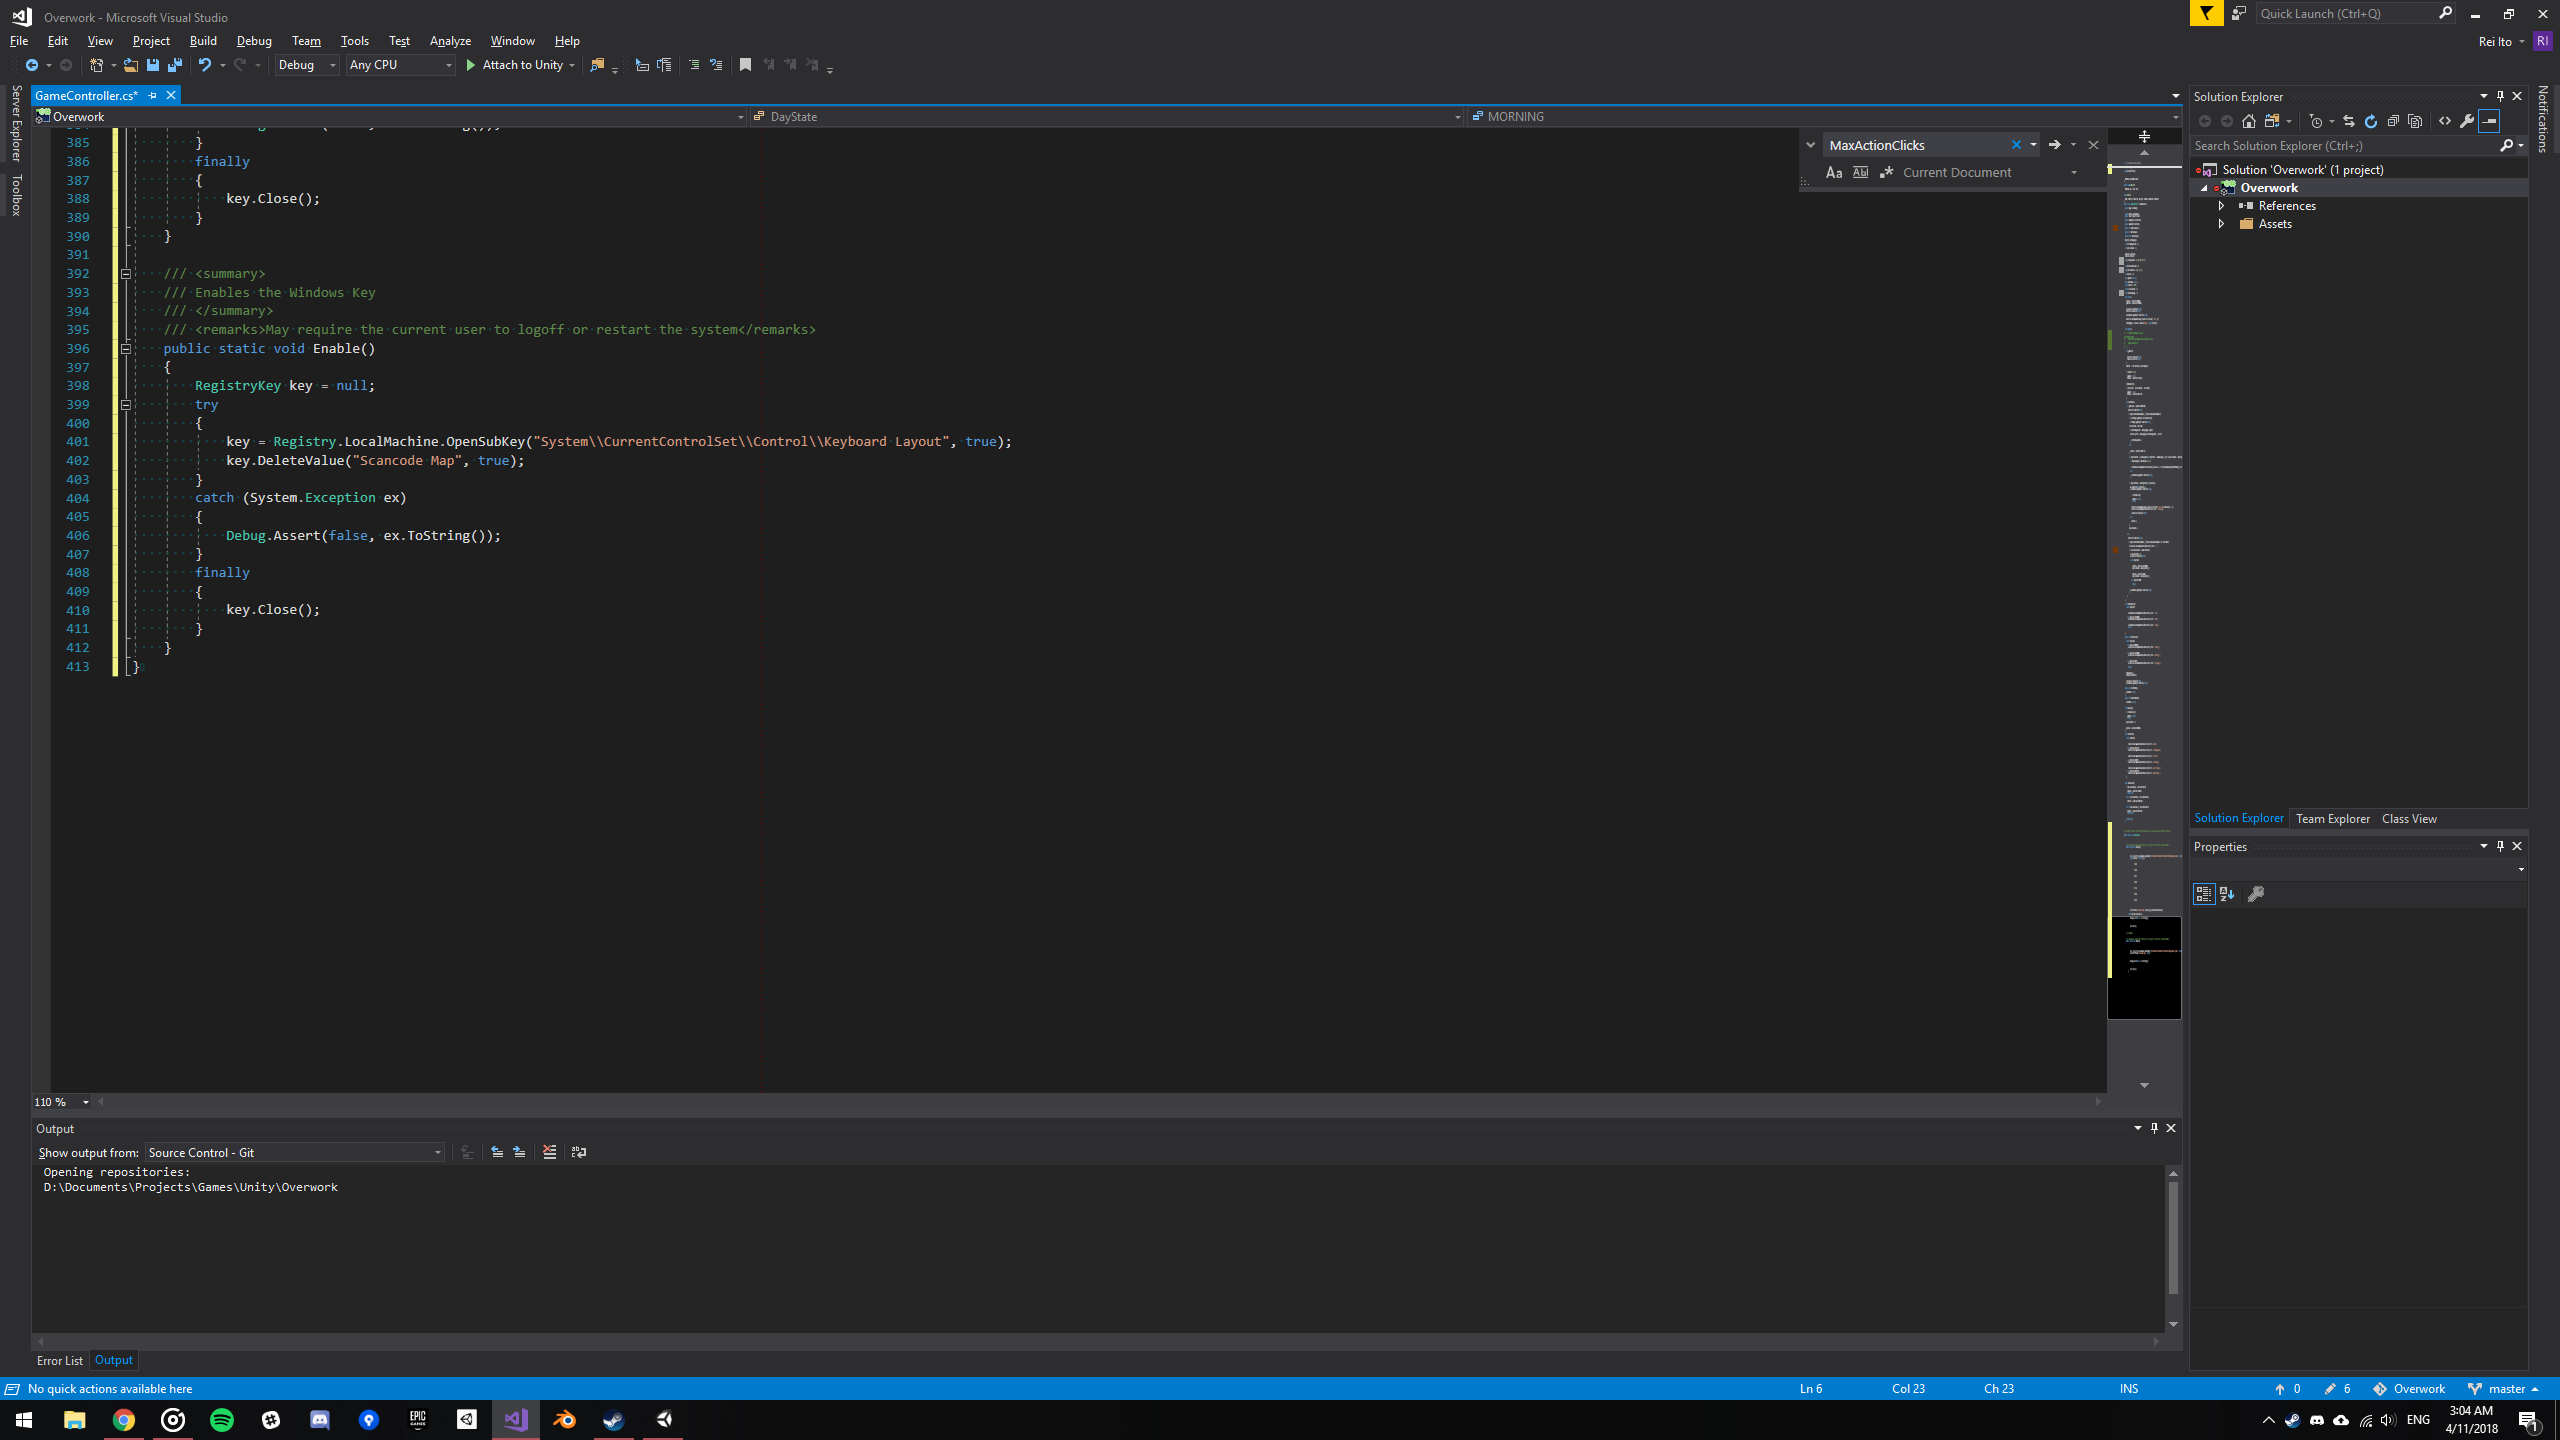 Overwork - Microsoft Visual Studio
Quick Launch (Ctrl+Q)
File Edit View Project Build Debug Team Tools Test Analyze Window Help
Rei Ito RI
Debug Any CPU Attach to Unity
Server Explorer
Toolbox
GameController.cs*
Overwork DayState MORNING
MaxActionClicks
Aa Current Document
385 }
386 finally
387 {
388 key.Close();
389 }
390 }
391
392 /// <summary>
393 /// Enables the Windows Key
394 /// </summary>
395 /// <remarks>May require the current user to logoff or restart the system</remarks>
396 public static void Enable()
397 {
398 RegistryKey key = null;
399 try
400 {
401 key = Registry.LocalMachine.OpenSubKey("System\\CurrentControlSet\\Control\\Keyboard Layout", true);
402 key.DeleteValue("Scancode Map", true);
403 }
404 catch (System.Exception ex)
405 {
406 Debug.Assert(false, ex.ToString());
407 }
408 finally
409 {
410 key.Close();
411 }
412 }
413 }
110 %
Solution Explorer
Search Solution Explorer (Ctrl+;)
Solution 'Overwork' (1 project)
Overwork
References
Assets
Solution Explorer Team Explorer Class View
Properties
Notifications
Output
Show output from: Source Control - Git
Opening repositories:
D:\Documents\Projects\Games\Unity\Overwork
Error List Output
No quick actions available here
Ln 6 Col 23 Ch 23 INS
0 6 Overwork master
EPIC GAMES
ENG
3:04 AM
4/11/2018
1